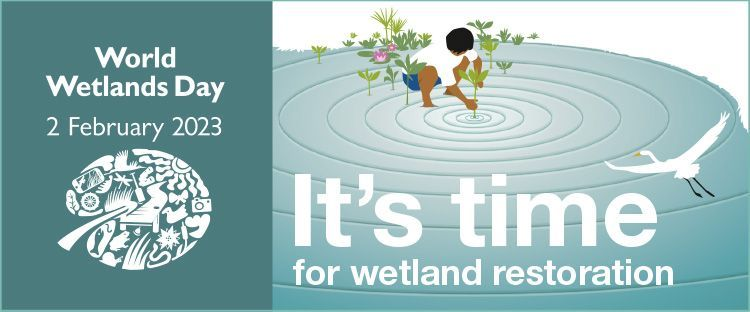 World
Wetlands Day
2 February 2023
It's time
for wetland restoration